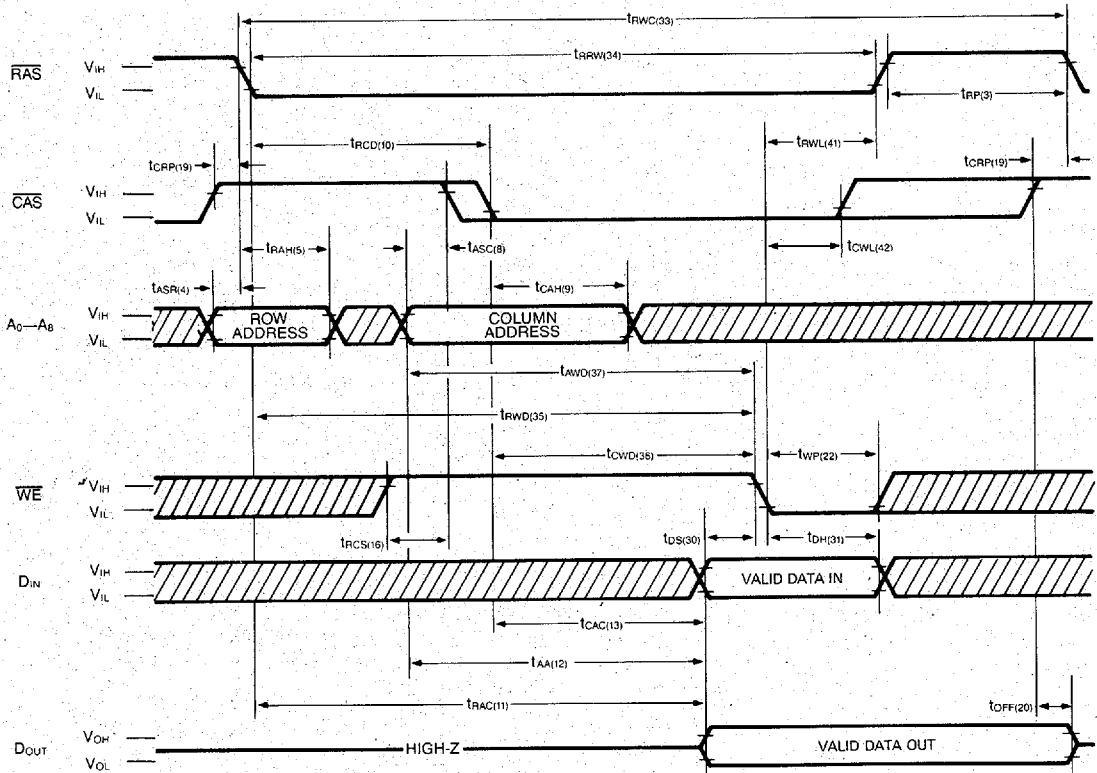 tRWC(33)
tRRW(34)
RAS VIH
VIL
tRP(3)
tRCD(10)
tRWL(41)
tCRP(19)
tCRP(19)
CAS VIH
VIL
tRAH(5)
tASC(8)
tCWL(42)
tASR(4)
tCAH(9)
A0—A8 VIH
VIL
ROW ADDRESS
COLUMN ADDRESS
tAWD(37)
tRWD(35)
tCWD(36)
tWP(22)
WE VIH
VIL
tRCS(16)
tDS(30)
tDH(31)
DIN VIH
VIL
VALID DATA IN
tCAC(13)
tAA(12)
tRAC(11)
tOFF(20)
DOUT VOH
VOL
HIGH-Z
VALID DATA OUT